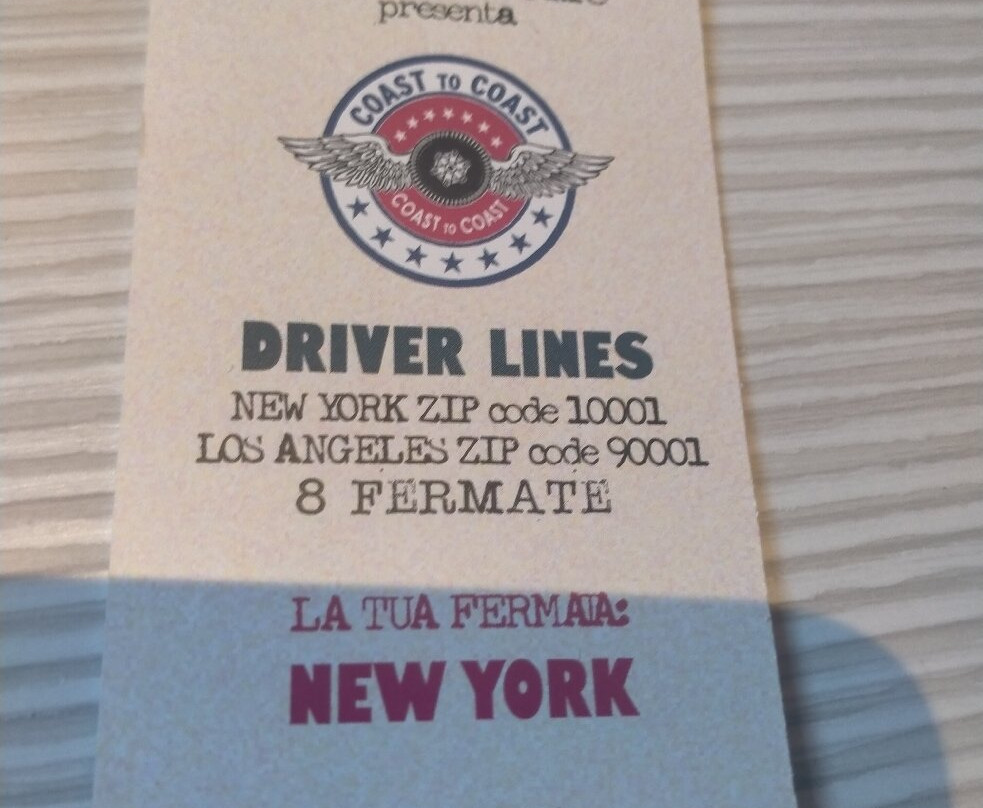 presenta
COAST TO COAST
COAST TO COAST
DRIVER LINES
NEW YORK ZIP code 10001
LOS ANGELES ZIP code 90001
8 FERMATE
LA TUA FERMATA:
NEW YORK